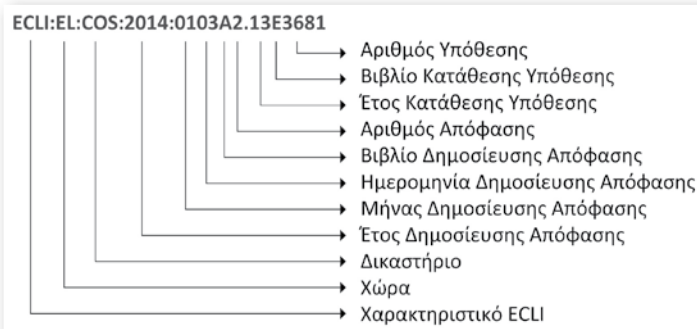 ECLI:EL:COS:2014:0103A2.13E3681
Αριθμός Υπόθεσης
Βιβλίο Κατάθεσης Υπόθεσης
Έτος Κατάθεσης Υπόθεσης
Αριθμός Απόφασης
Βιβλίο Δημοσίευσης Απόφασης
Ημερομηνία Δημοσίευσης Απόφασης
Μήνας Δημοσίευσης Απόφασης
Έτος Δημοσίευσης Απόφασης
Δικαστήριο
Χώρα
Χαρακτηριστικό ECLI